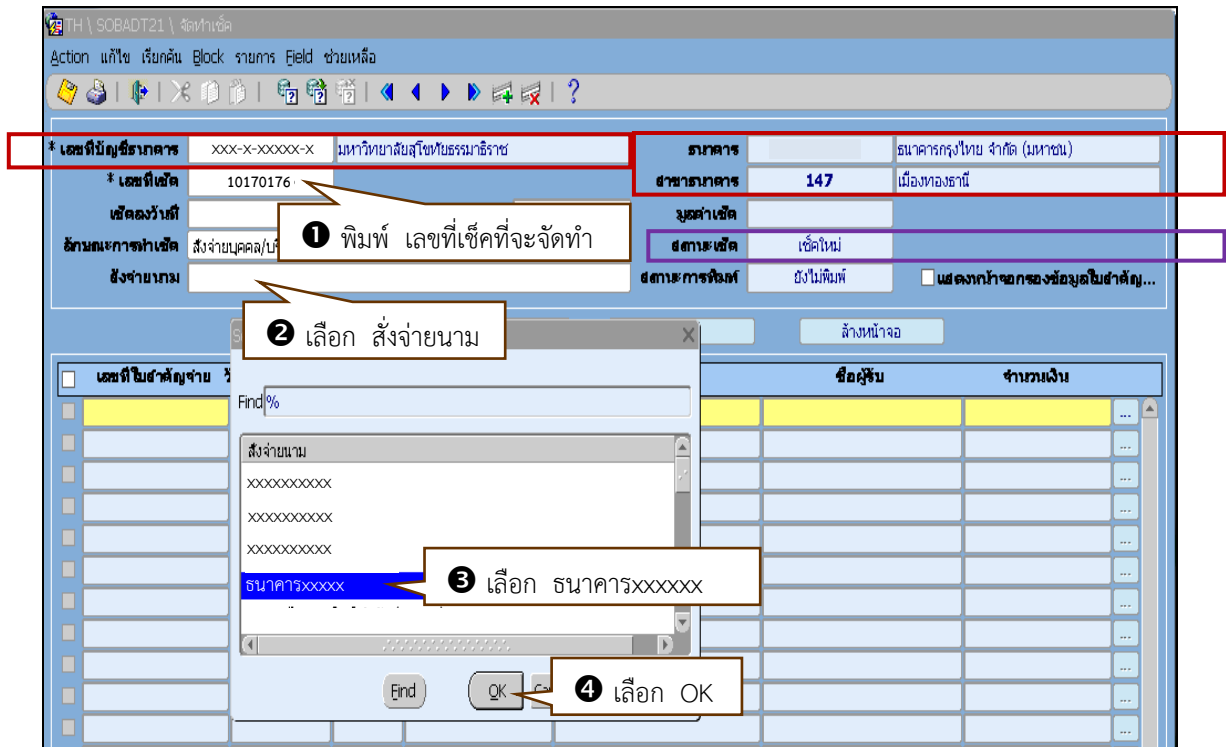 TH \ SOBADT21 \ จัดทำเช็ค
Action แก้ไข เรียกค้น Block รายการ Field ช่วยเหลือ
* เลขที่บัญชีธนาคาร xxx-x-xxxxx-x มหาวิทยาลัยสุโขทัยธรรมาธิราช ธนาคาร ธนาคารกรุงไทย จำกัด (มหาชน)
* เลขที่เช็ค 10170176 สาขาธนาคาร 147 เมืองทองธานี
เช็คลงวันที่ มูลค่าเช็ค
❶ พิมพ์ เลขที่เช็คที่จะจัดทำ
ลักษณะการทำเช็ค สั่งจ่ายบุคคล/บริ สถานะเช็ค เช็คใหม่
สั่งจ่ายนาม สถานะการพิมพ์ ยังไม่พิมพ์ แสดงหน้าจอกรองข้อมูลใบสำคัญ...
❷ เลือก สั่งจ่ายนาม
ล้างหน้าจอ
เลขที่ใบสำคัญจ่าย ชื่อผู้รับ จำนวนเงิน
Find %
สั่งจ่ายนาม
xxxxxxxxxx
xxxxxxxxxx
xxxxxxxxxx
ธนาคารxxxxx
❸ เลือก ธนาคารxxxxxx
Find OK
❹ เลือก OK